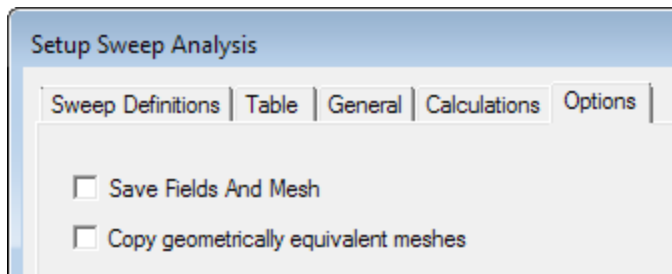 Setup Sweep Analysis
Sweep Definitions Table General Calculations Options
Save Fields And Mesh
Copy geometrically equivalent meshes